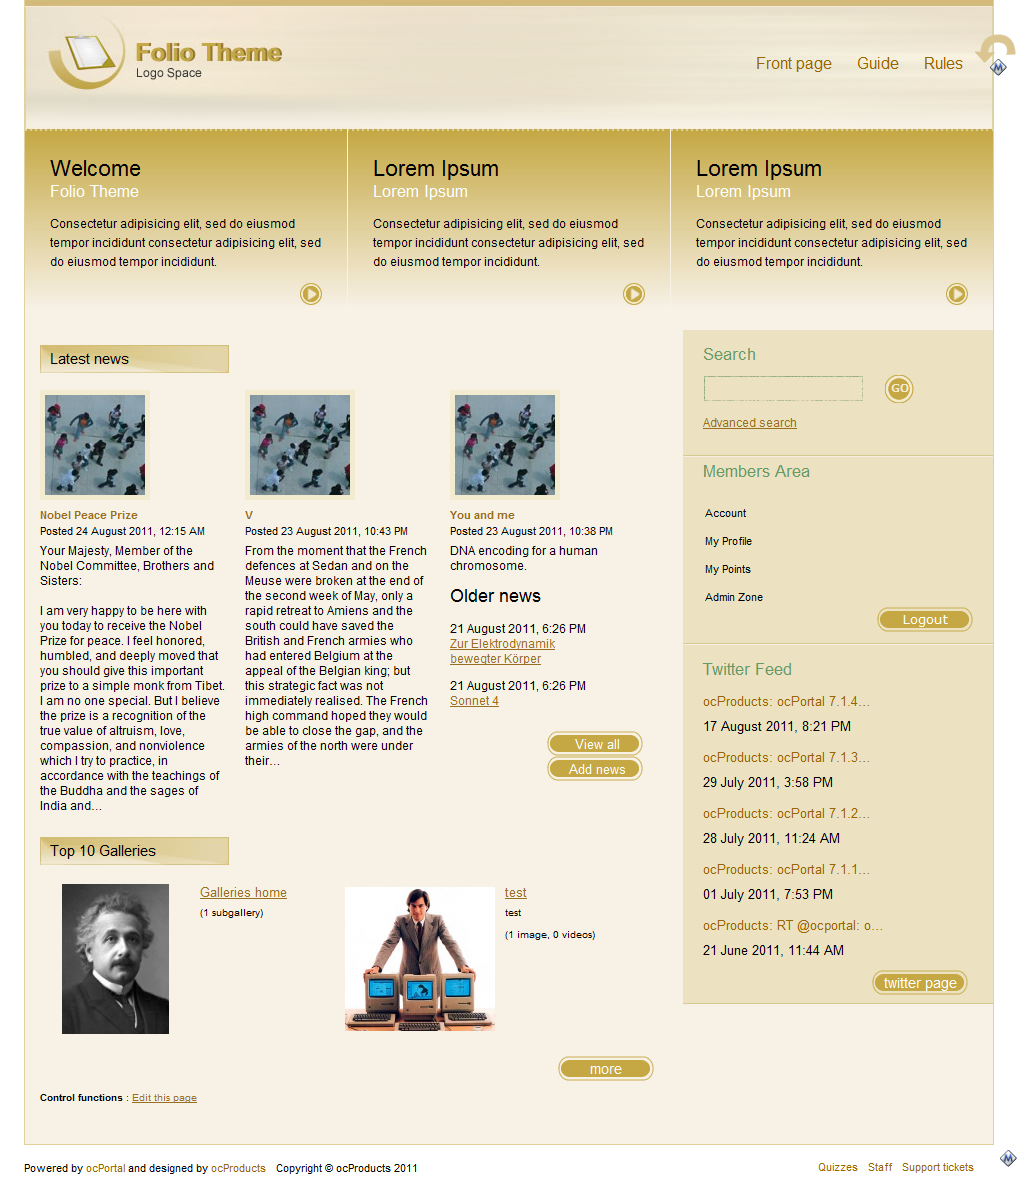 Folio Theme
Logo Space
Front page Guide Rules
M
Welcome
Folio Theme
Consectetur adipisicing elit, sed do eiusmod
tempor incididunt consectetur adipisicing elit, sed
do eiusmod tempor incididunt.
Lorem Ipsum
Lorem Ipsum
Consectetur adipisicing elit, sed do eiusmod
tempor incididunt consectetur adipisicing elit, sed
do eiusmod tempor incididunt.
Lorem Ipsum
Lorem Ipsum
Consectetur adipisicing elit, sed do eiusmod
tempor incididunt consectetur adipisicing elit, sed
do eiusmod tempor incididunt.
Latest news
Nobel Peace Prize
Posted 24 August 2011, 12:15 AM
Your Majesty, Member of the
Nobel Committee, Brothers and
Sisters:
I am very happy to be here with
you today to receive the Nobel
Prize for peace. I feel honored,
humbled, and deeply moved that
you should give this important
prize to a simple monk from Tibet.
I am no one special. But I believe
the prize is a recognition of the
true value of altruism, love,
compassion, and nonviolence
which I try to practice, in
accordance with the teachings of
the Buddha and the sages of
India and...
V
Posted 23 August 2011, 10:43 PM
From the moment that the French
defences at Sedan and on the
Meuse were broken at the end of
the second week of May, only a
rapid retreat to Amiens and the
south could have saved the
British and French armies who
had entered Belgium at the
appeal of the Belgian king; but
this strategic fact was not
immediately realised. The French
high command hoped they would
be able to close the gap, and the
armies of the north were under
their...
You and me
Posted 23 August 2011, 10:38 PM
DNA encoding for a human
chromosome.
Older news
21 August 2011, 6:26 PM
Zur Elektrodynamik
bewegter Körper
21 August 2011, 6:26 PM
Sonnet 4
View all
Add news
Top 10 Galleries
Galleries home
(1 subgallery)
test
test
(1 image, 0 videos)
more
Control functions : Edit this page
Search
GO
Advanced search
Members Area
Account
My Profile
My Points
Admin Zone
Logout
Twitter Feed
ocProducts: ocPortal 7.1.4...
17 August 2011, 8:21 PM
ocProducts: ocPortal 7.1.3...
29 July 2011, 3:58 PM
ocProducts: ocPortal 7.1.2...
28 July 2011, 11:24 AM
ocProducts: ocPortal 7.1.1...
01 July 2011, 7:53 PM
ocProducts: RT @ocportal: o...
21 June 2011, 11:44 AM
twitter page
Powered by ocPortal and designed by ocProducts Copyright © ocProducts 2011
Quizzes Staff Support tickets
M